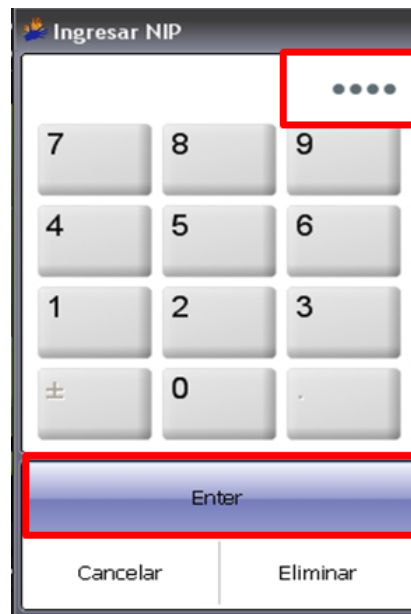 Ingresar NIP
••••
7 8 9
4 5 6
1 2 3
± 0 .
Enter
Cancelar Eliminar